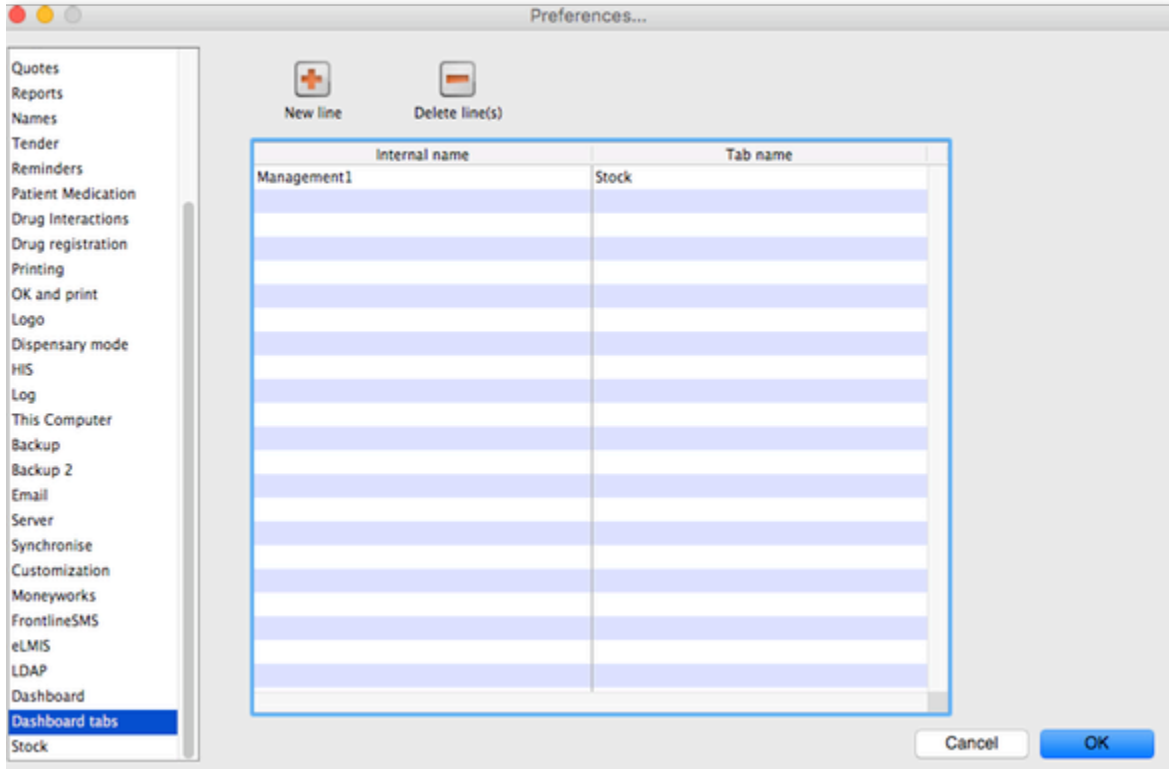 Preferences...
Quotes
Reports
Names
Tender
Reminders
Patient Medication
Drug Interactions
Drug registration
Printing
OK and print
Logo
Dispensary mode
HIS
Log
This Computer
Backup
Backup 2
Email
Server
Synchronise
Customization
Moneyworks
FrontlineSMS
eLMIS
LDAP
Dashboard
Dashboard tabs
Stock
New line Delete line(s)
Internal name Tab name
Management1 Stock
Cancel OK